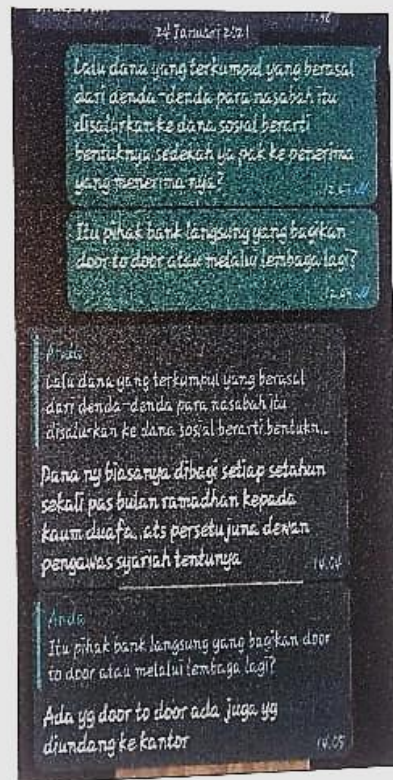 24 Januari 2021
Lalu dana yang terkumpul yang berasal
dari denda-denda para nasabah itu
disalurkan ke dana sosial berarti
bentuknya sedekah ya pak ke penerima
yang menerima nya?
Itu pihak bank langsung yang bagikan
door to door atau melalui lembaga lagi?
Anda
Lalu dana yang terkumpul yang berasal
dari denda-denda para nasabah itu
disalurkan ke dana sosial berarti bentukn...
Dana ny biasanya dibagi setiap setahun
sekali pas bulan ramadhan kepada
kaum duafa, ats persetujuna dewan
pengawas syariah tentunya
14.04
Anda
Itu pihak bank langsung yang bagikan door
to door atau melalui lembaga lagi?
Ada yg door to door ada juga yg
diundang ke kantor
14.05